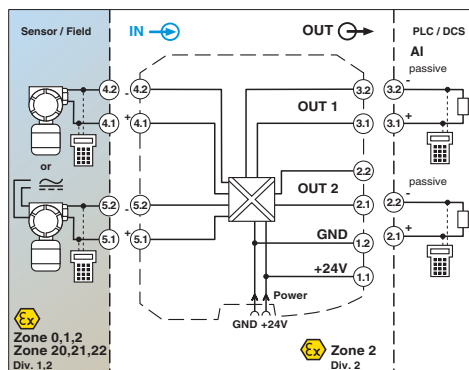 Sensor / Field
IN
OUT
PLC / DCS
AI
passive
4.2 - 4.2
3.2
3.2 -
OUT 1
4.1 + 4.1
3.1
3.1 +
or
2.2
passive
OUT 2
5.2 - 5.2
2.1
2.2 -
GND
5.1 + 5.1
1.2
2.1 +
+24V
1.1
Power
GND +24V
Ex
Zone 0,1,2
Zone 20,21,22
Div. 1,2
Ex
Zone 2
Div. 2